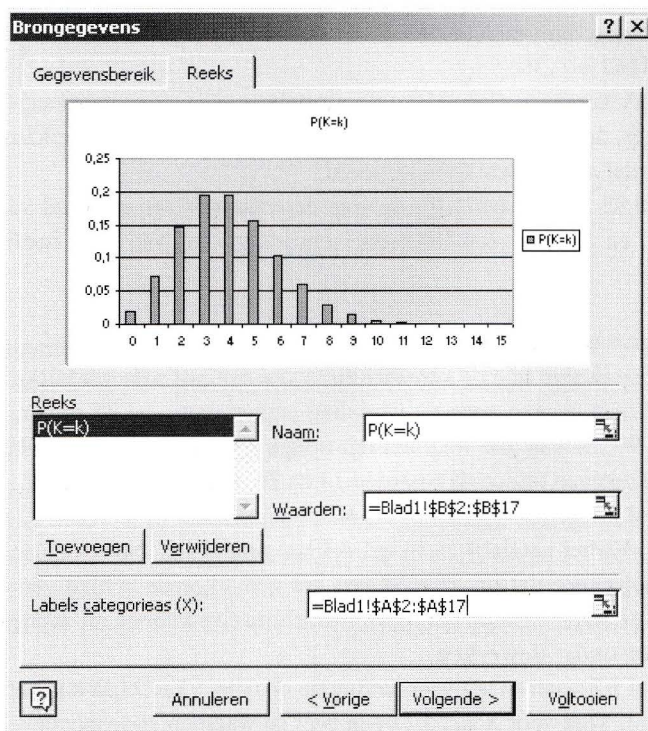 Brongegevens
Gegevensbereik Reeks
P(K=k)
0,25
0,2
0,15
0,1
0,05
0
0 1 2 3 4 5 6 7 8 9 10 11 12 13 14 15
P(K=k)
Reeks
P(K=k)
Naam: P(K=k)
Waarden: =Blad1!$B$2:$B$17
Toevoegen Verwijderen
Labels categorieas (X): =Blad1!$A$2:$A$17
Annuleren < Vorige Volgende > Voltooien